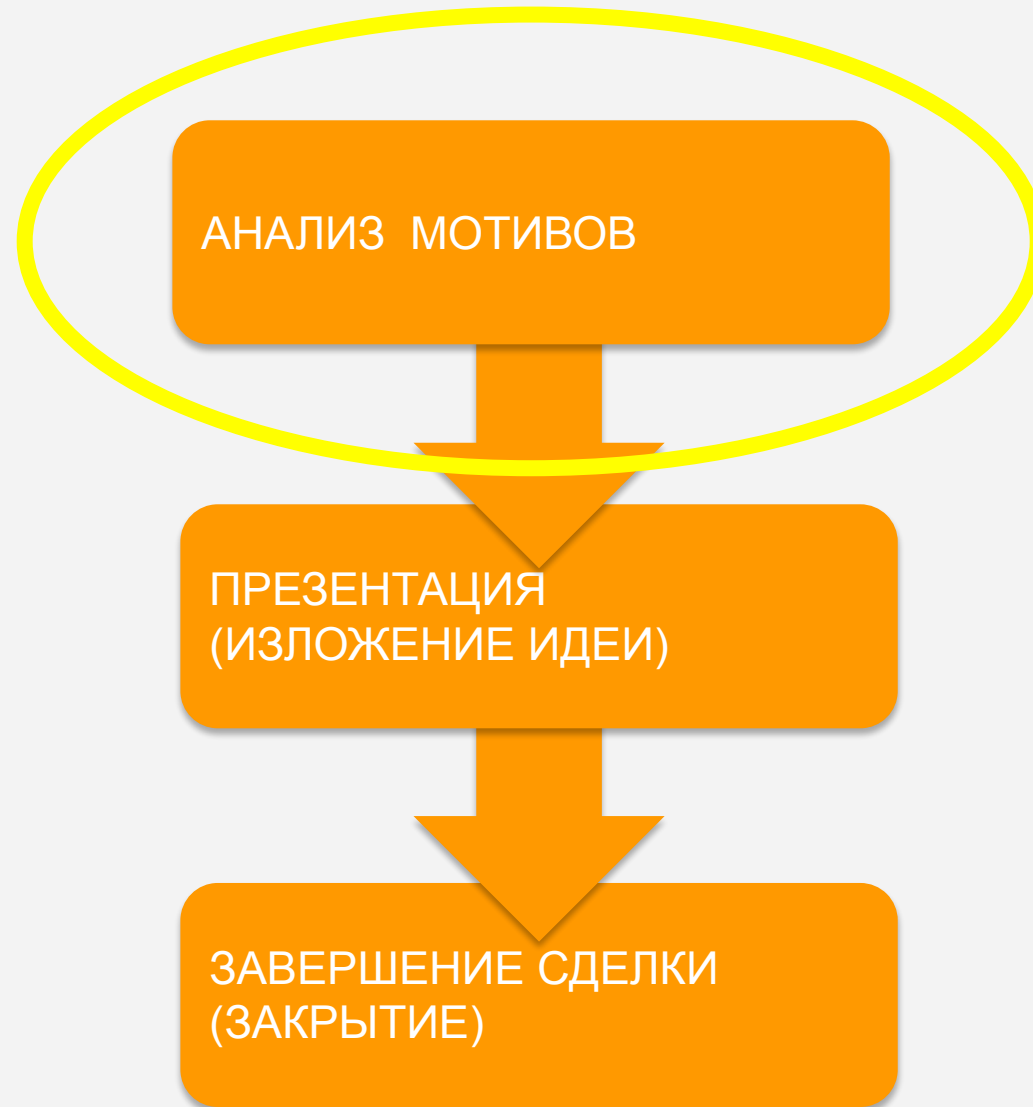 АНАЛИЗ МОТИВОВ
ПРЕЗЕНТАЦИЯ
(ИЗЛОЖЕНИЕ ИДЕИ)
ЗАВЕРШЕНИЕ СДЕЛКИ
(ЗАКРЫТИЕ)